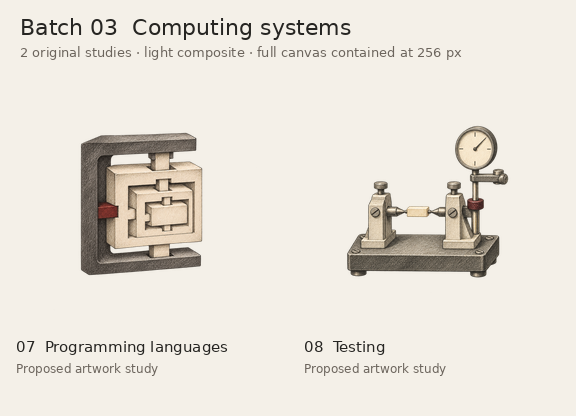 Batch 03 Computing systems
2 original studies · light composite · full canvas contained at 256 px
07 Programming languages
Proposed artwork study
08 Testing
Proposed artwork study